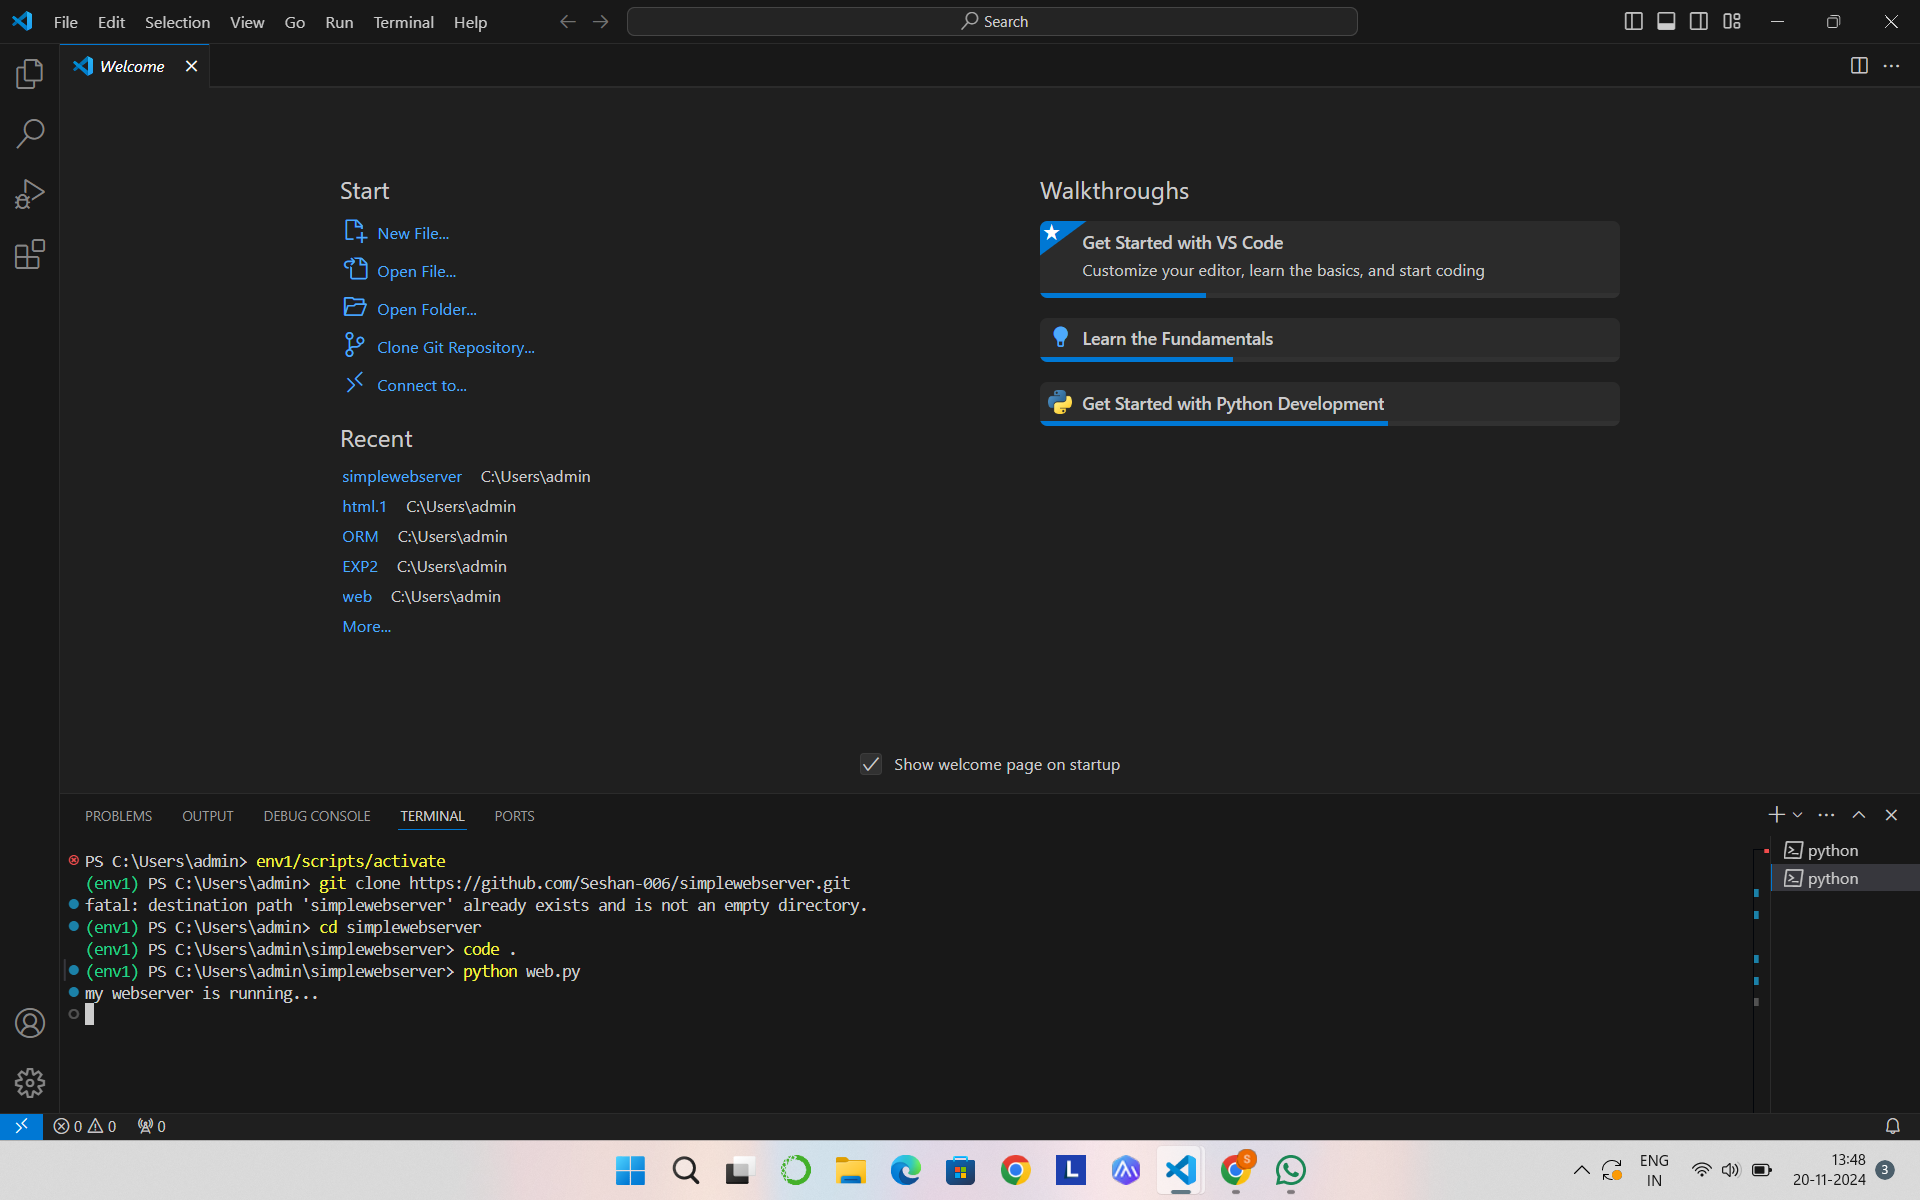 File Edit Selection View Go Run Terminal Help
Search
Welcome
Start
New File...
Open File...
Open Folder...
Clone Git Repository...
Connect to...
Recent
simplewebserver C:\Users\admin
html.1 C:\Users\admin
ORM C:\Users\admin
EXP2 C:\Users\admin
web C:\Users\admin
More...
Walkthroughs
Get Started with VS Code
Customize your editor, learn the basics, and start coding
Learn the Fundamentals
Get Started with Python Development
Show welcome page on startup
PROBLEMS OUTPUT DEBUG CONSOLE TERMINAL PORTS
PS C:\Users\admin> env1/scripts/activate
(env1) PS C:\Users\admin> git clone https://github.com/Seshan-006/simplewebserver.git
fatal: destination path 'simplewebserver' already exists and is not an empty directory.
(env1) PS C:\Users\admin> cd simplewebserver
(env1) PS C:\Users\admin\simplewebserver> code .
(env1) PS C:\Users\admin\simplewebserver> python web.py
my webserver is running...
python
python
0 0 0
L
S
ENG
IN
13:48
20-11-2024
3